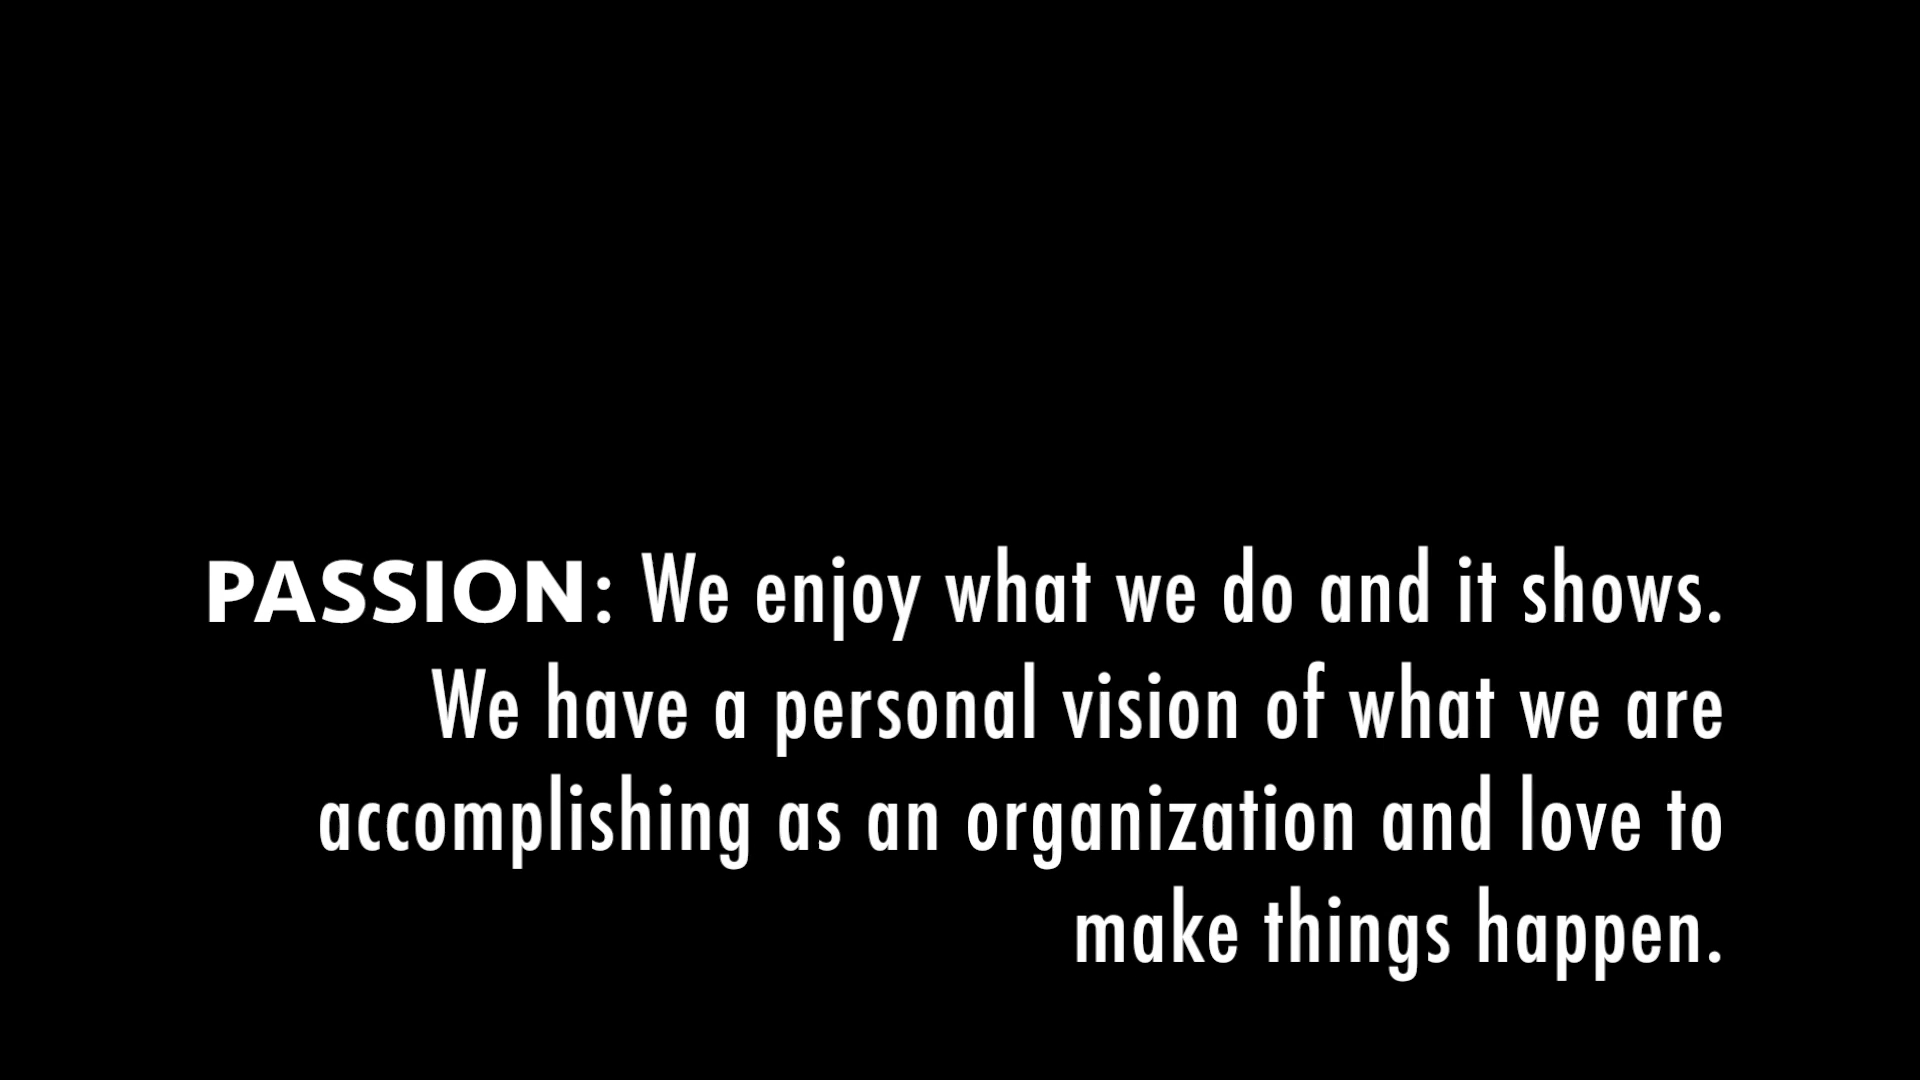 PASSION: We enjoy what we do and it shows.
We have a personal vision of what we are
accomplishing as an organization and love to
make things happen.